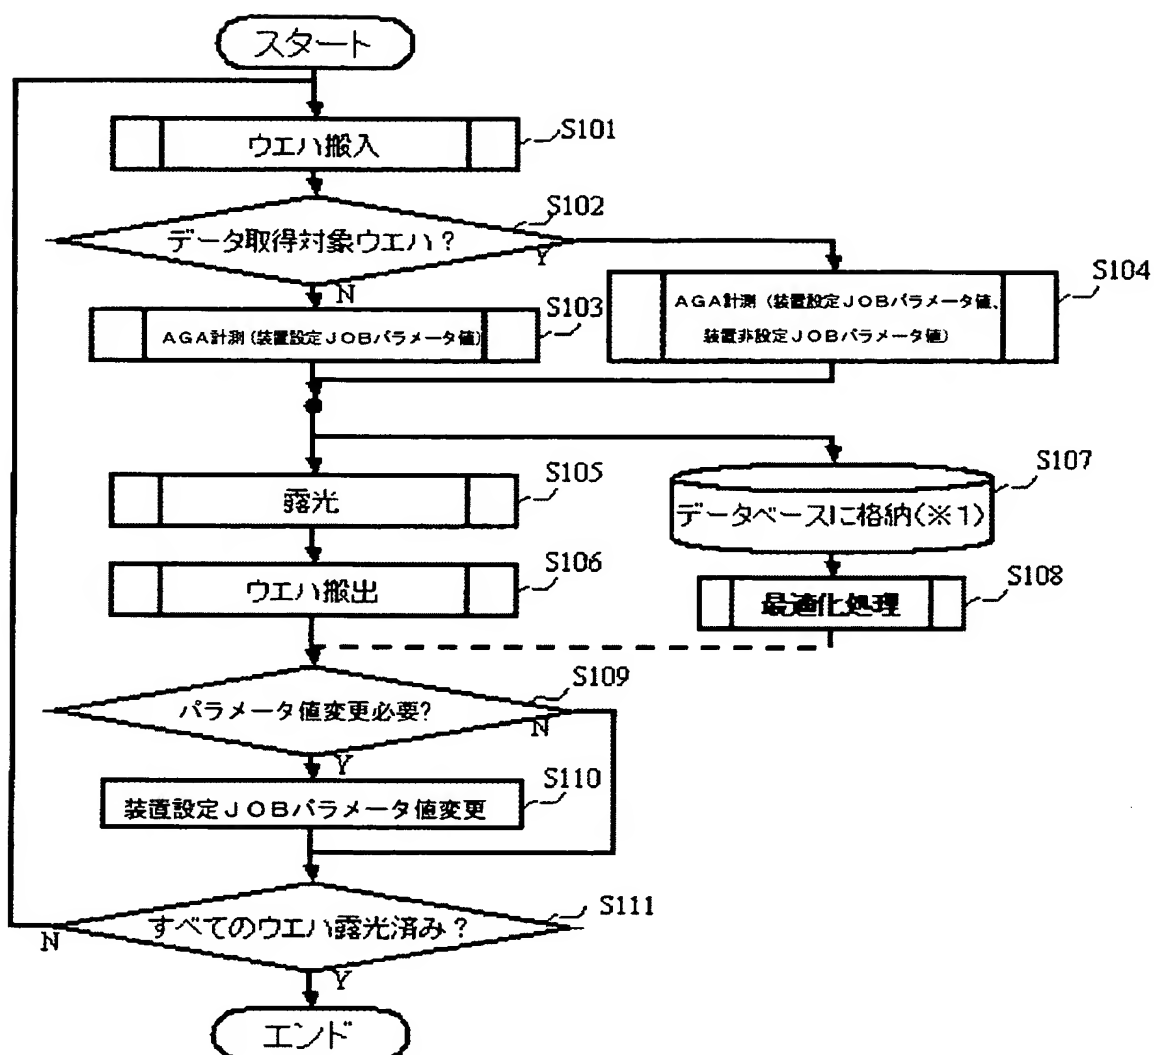 スタート
ウエハ搬入
S101
S102
データ取得対象ウエハ?
Y
N
S103
AGA計測(装置設定JOBパラメータ値)
S104
AGA計測(装置設定JOBパラメータ値、
装置非設定JOBパラメータ値)
S105
露光
S107
データベースに格納(※1)
S106
ウエハ搬出
S108
最適化処理
S109
パラメータ値変更必要?
N
Y
S110
装置設定JOBパラメータ値変更
S111
すべてのウエハ露光済み?
N
Y
エンド